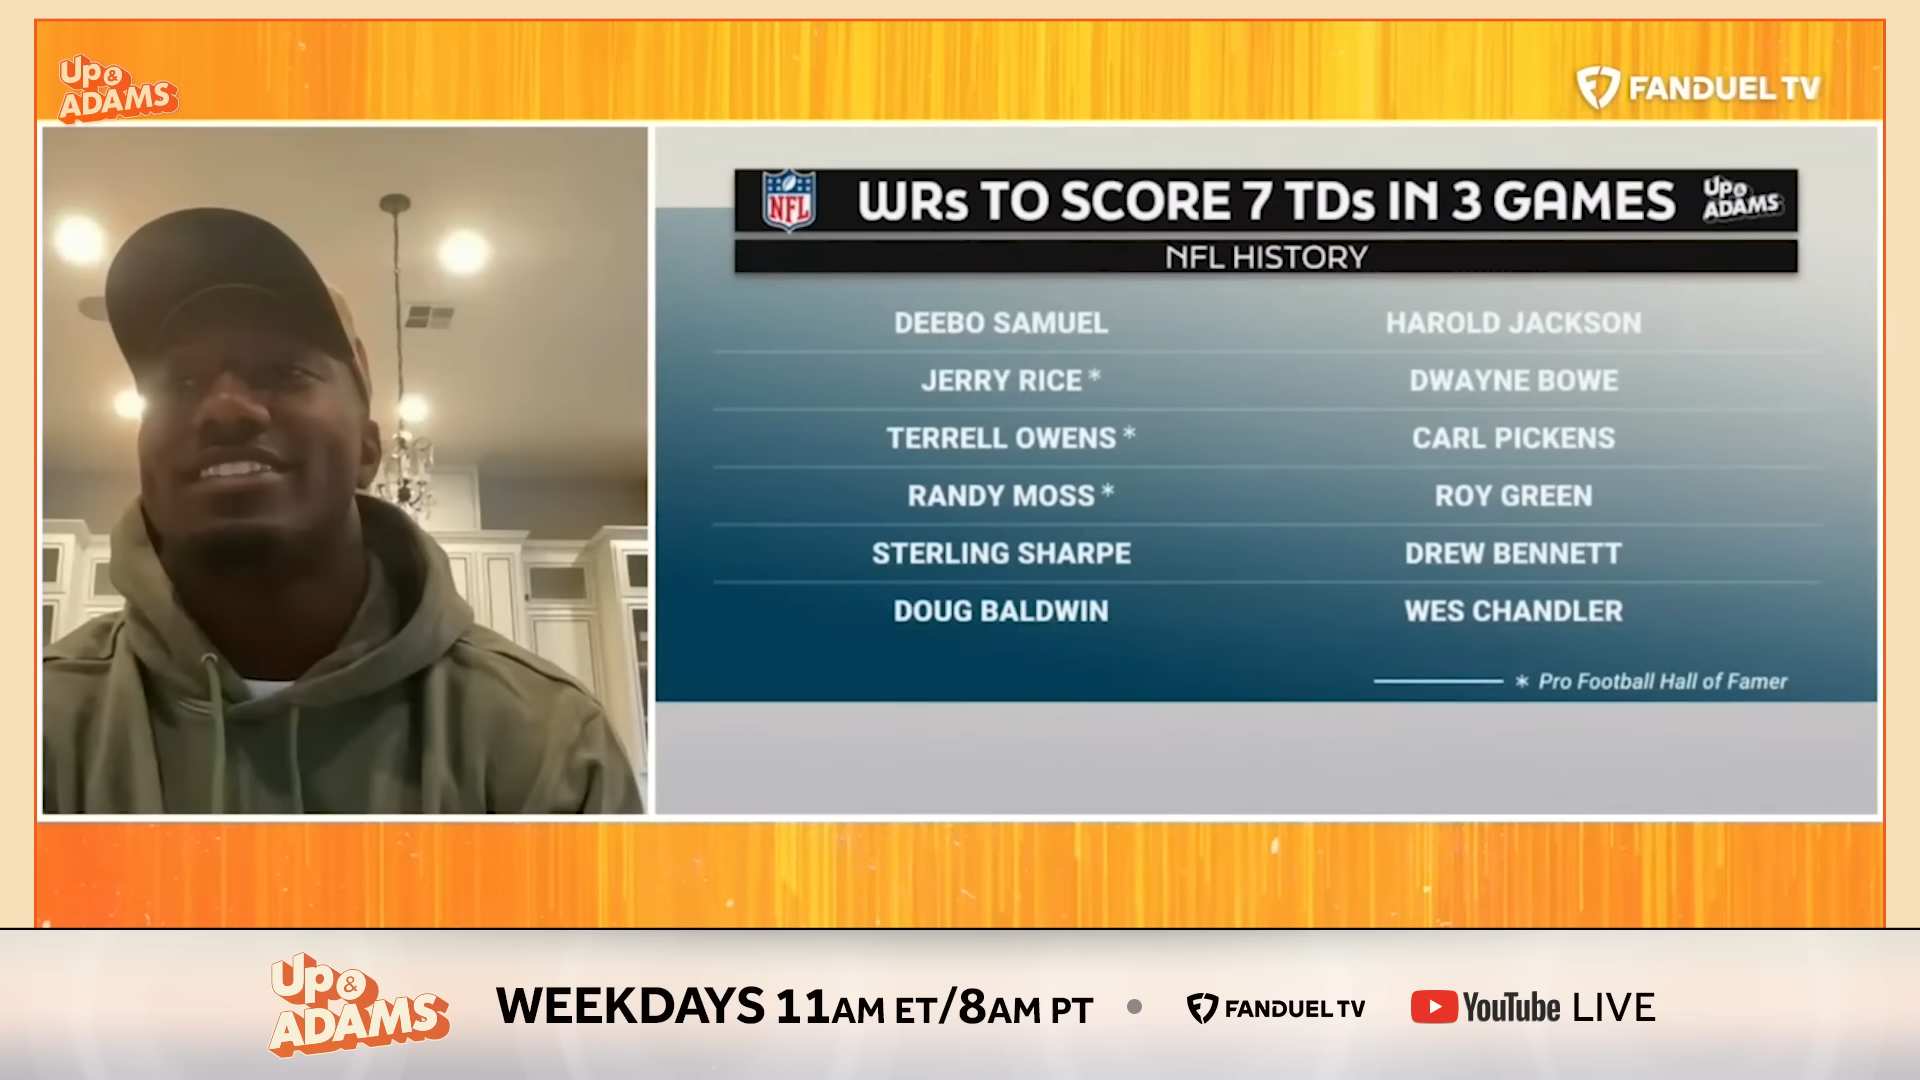 Up & ADAMS
FANDUEL TV
NFL
WRs TO SCORE 7 TDs IN 3 GAMES
Up & ADAMS
NFL HISTORY
DEEBO SAMUEL
HAROLD JACKSON
JERRY RICE *
DWAYNE BOWE
TERRELL OWENS *
CARL PICKENS
RANDY MOSS *
ROY GREEN
STERLING SHARPE
DREW BENNETT
DOUG BALDWIN
WES CHANDLER
* Pro Football Hall of Famer
Up & ADAMS
WEEKDAYS 11AM ET/8AM PT • FANDUEL TV YouTube LIVE